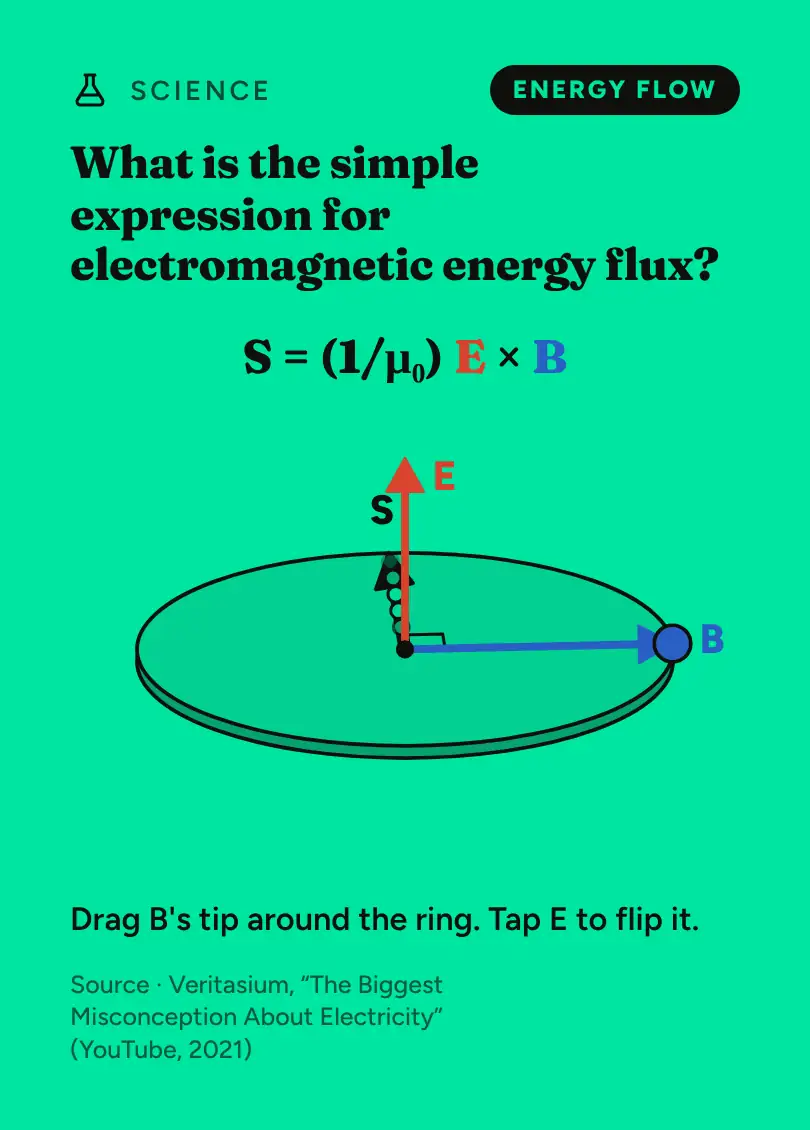 SCIENCE
ENERGY FLOW
What is the simple
expression for
electromagnetic energy flux?
S = (1/μ₀) E × B
E
S
B
Drag B's tip around the ring. Tap E to flip it.
Source · Veritasium, “The Biggest
Misconception About Electricity”
(YouTube, 2021)